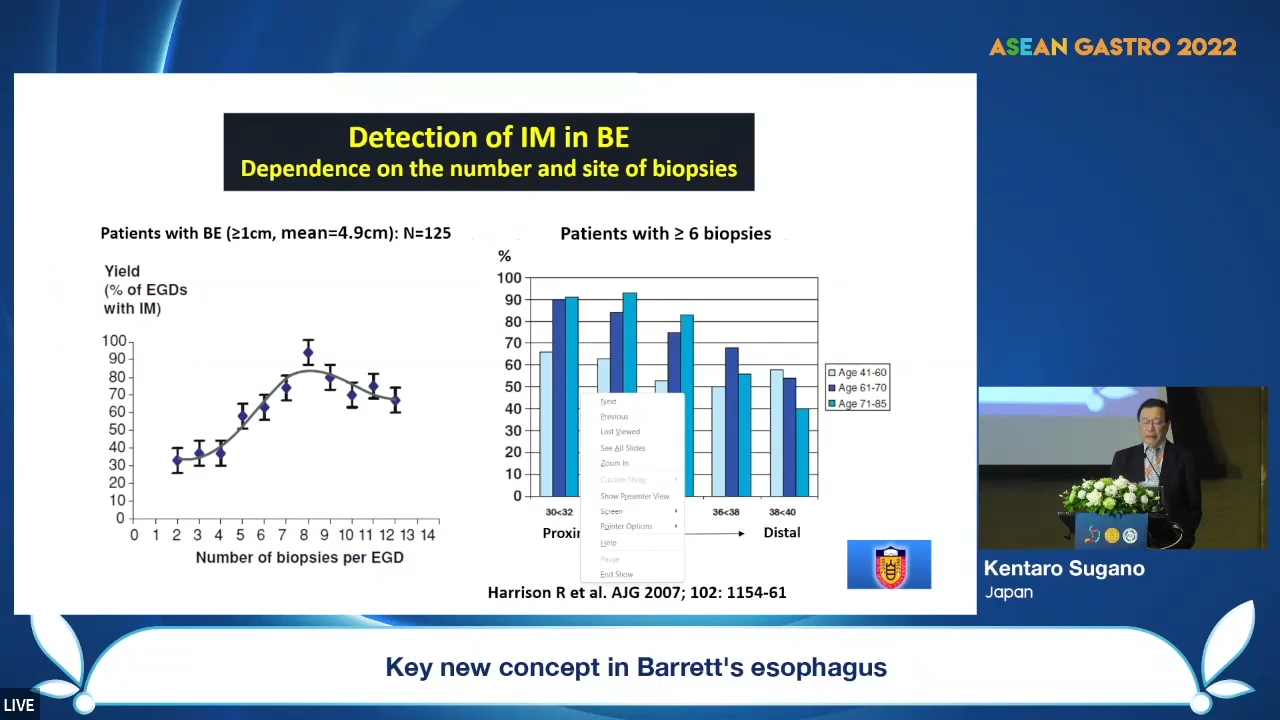 ASEAN GASTRO 2022
Detection of IM in BE
Dependence on the number and site of biopsies
Patients with BE (≥1cm, mean=4.9cm): N=125
Yield
(% of EGDs
with IM)
100
90
80
70
60
50
40
30
20
10
0
0 1 2 3 4 5 6 7 8 9 10 11 12 13 14
Number of biopsies per EGD
Patients with ≥ 6 biopsies
%
100
90
80
70
60
50
40
30
20
10
0
30<32 36<38 38<40
Proxi Distal
Age 41-60
Age 61-70
Age 71-85
Next
Previous
Last Viewed
See All Slides
Zoom In
Custom Show
Show Presenter View
Screen
Pointer Options
Help
Pause
End Show
Harrison R et al. AJG 2007; 102: 1154-61
Kentaro Sugano
Japan
Key new concept in Barrett's esophagus
LIVE